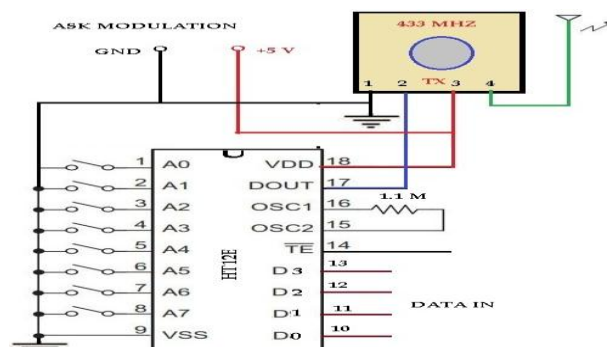 ASK MODULATION
GND
+5 V
433 MHZ
TX
1 2 3 4
1 A0 VDD 18
2 A1 DOUT 17
3 A2 OSC1 16
1.1 M
4 A3 OSC2 15
5 A4 TE 14
6 A5 D3 13
7 A6 D2 12
8 A7 D1 11
9 VSS D0 10
HT12E
DATA IN